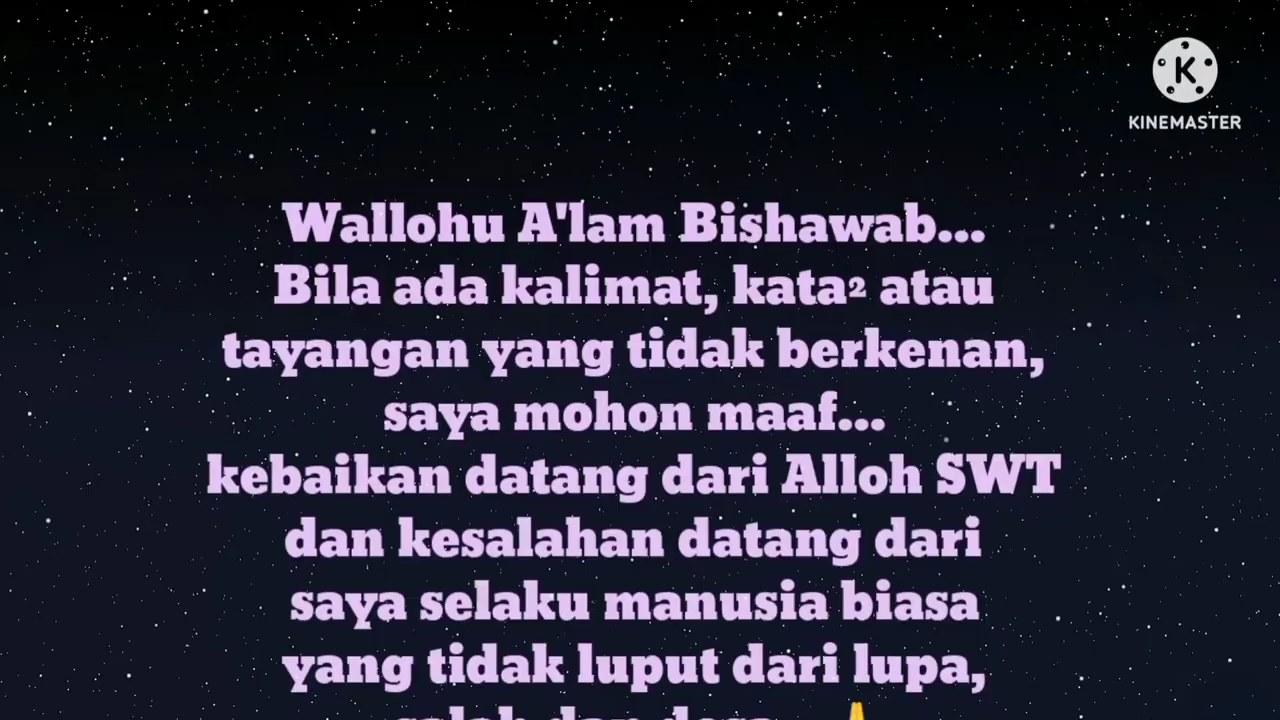 KINEMASTER
Wallohu A'lam Bishawab...
Bila ada kalimat, kata² atau
tayangan yang tidak berkenan,
saya mohon maaf...
kebaikan datang dari Alloh SWT
dan kesalahan datang dari
saya selaku manusia biasa
yang tidak luput dari lupa,